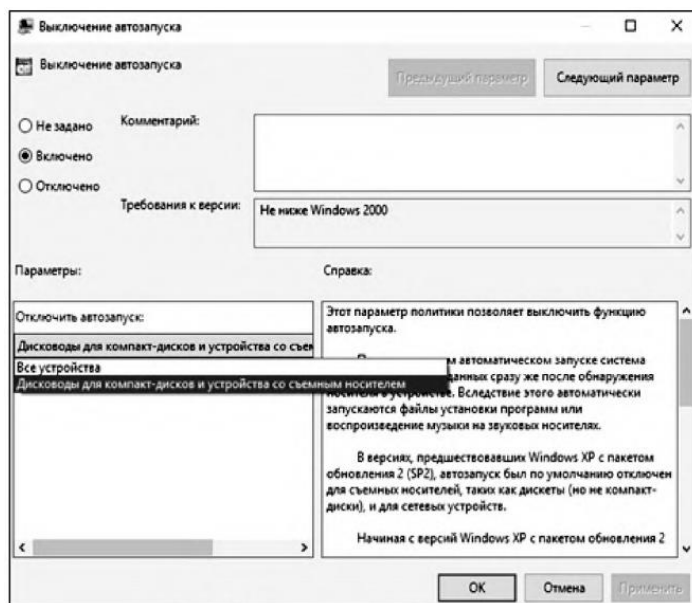 Выключение автозапуска
Выключение автозапуска
Предыдущий параметр
Следующий параметр
Не задано
Комментарий:
Включено
Отключено
Требования к версии:
Не ниже Windows 2000
Параметры:
Справка:
Отключить автозапуск:
Дисководы для компакт-дисков и устройства со съем
Все устройства
Дисководы для компакт-дисков и устройства со съемным носителем
Этот параметр политики позволяет выключить функцию
автозапуска.
м автоматическом запуске система
данных сразу же после обнаружения
носителя в устройстве. Вследствие этого автоматически
запускаются файлы установки программ или
воспроизведение музыки на звуковых носителях.
В версиях, предшествовавших Windows XP с пакетом
обновления 2 (SP2), автозапуск был по умолчанию отключен
для съемных носителей, таких как дискеты (но не компакт-
диски), и для сетевых устройств.
Начиная с версий Windows XP с пакетом обновления 2
OK
Отмена
Применить